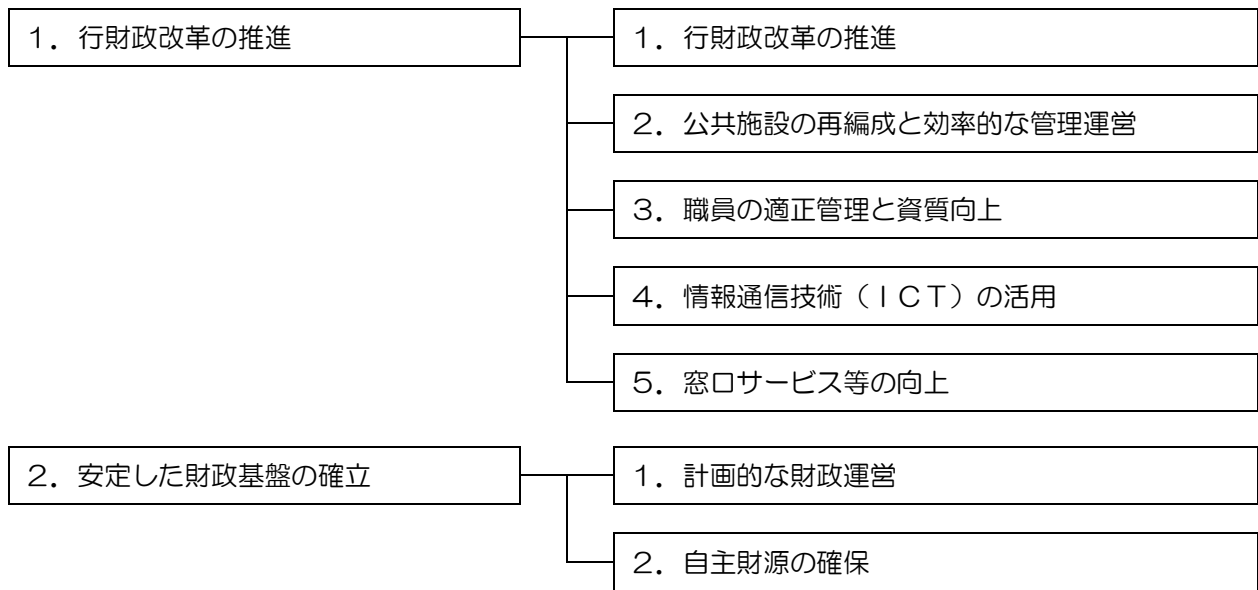 １．行財政改革の推進
１．行財政改革の推進
２．公共施設の再編成と効率的な管理運営
３．職員の適正管理と資質向上
４．情報通信技術（ＩＣＴ）の活用
５．窓口サービス等の向上
２．安定した財政基盤の確立
１．計画的な財政運営
２．自主財源の確保